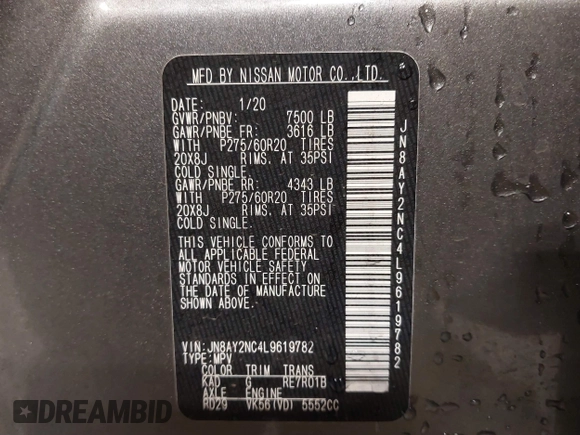 MFD BY NISSAN MOTOR CO.,LTD.
DATE: 1/20
GVWR/PNBV: 7500 LB
GAWR/PNBE FR: 3616 LB
WITH P275/60R20 TIRES
20X8J RIMS. AT 35PSI
COLD SINGLE.
GAWR/PNBE RR: 4343 LB
WITH P275/60R20 TIRES
20X8J RIMS. AT 35PSI
COLD SINGLE.
THIS VEHICLE CONFORMS TO
ALL APPLICABLE FEDERAL
MOTOR VEHICLE SAFETY
STANDARDS IN EFFECT ON
THE DATE OF MANUFACTURE
SHOWN ABOVE.
VIN:JN8AY2NC4L9619782
TYPE:MPV
COLOR TRIM TRANS
KAD G RE7R01B
AXLE ENGINE
RD29 VK56(VD) 5552CC
JN8AY2NC4L9619782
DREAMBID
.COM